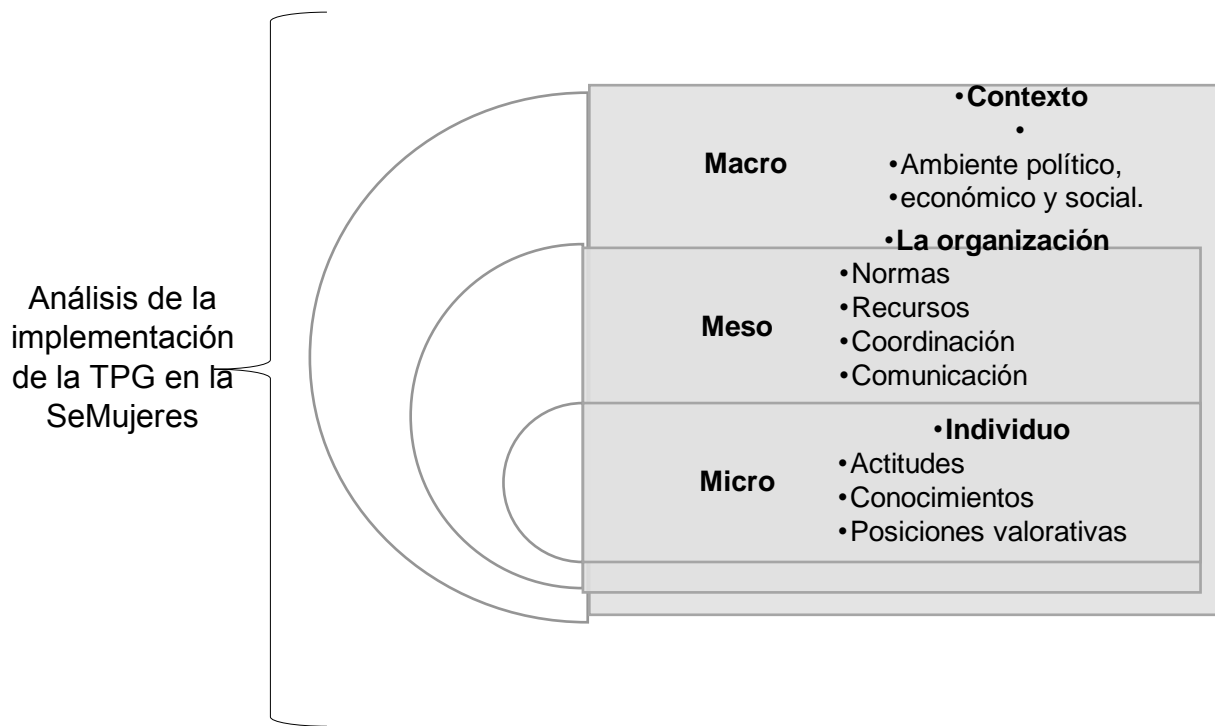 Análisis de la
implementación
de la TPG en la
SeMujeres
Macro
•Contexto
•
•Ambiente político,
•económico y social.
Meso
•La organización
•Normas
•Recursos
•Coordinación
•Comunicación
Micro
•Individuo
•Actitudes
•Conocimientos
•Posiciones valorativas